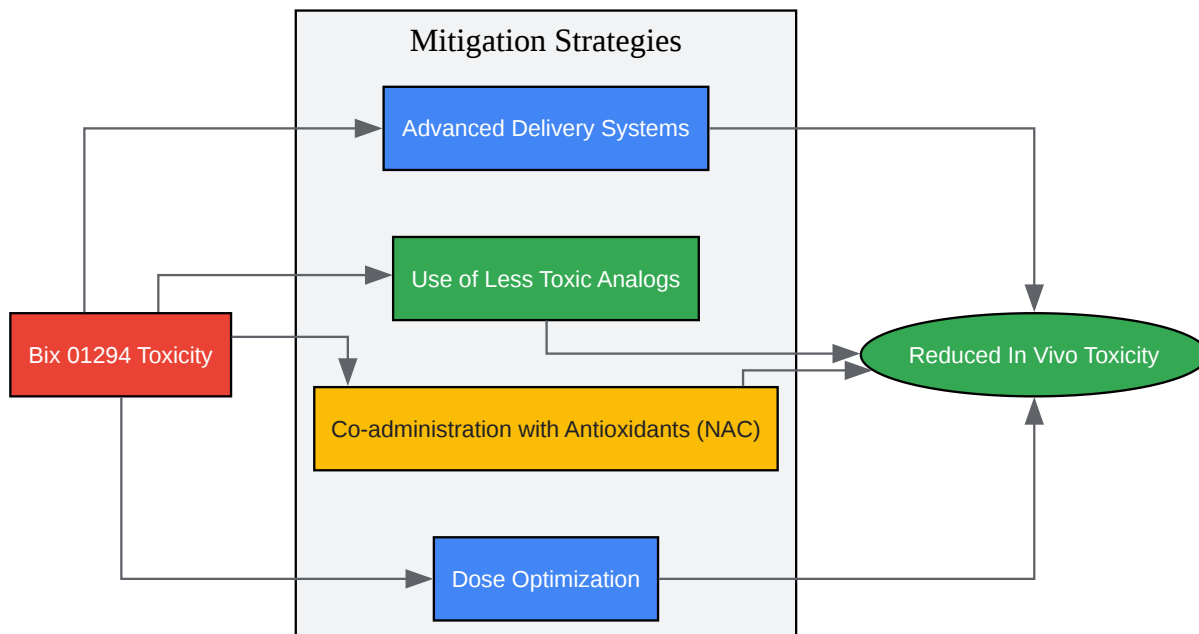 Mitigation Strategies
Advanced Delivery Systems
Use of Less Toxic Analogs
Bix 01294 Toxicity
Reduced In Vivo Toxicity
Co-administration with Antioxidants (NAC)
Dose Optimization